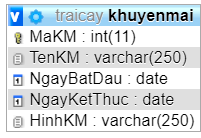 v traicay khuyenmai
MaKM : int(11)
TenKM : varchar(250)
NgayBatDau : date
NgayKetThuc : date
HinhKM : varchar(250)